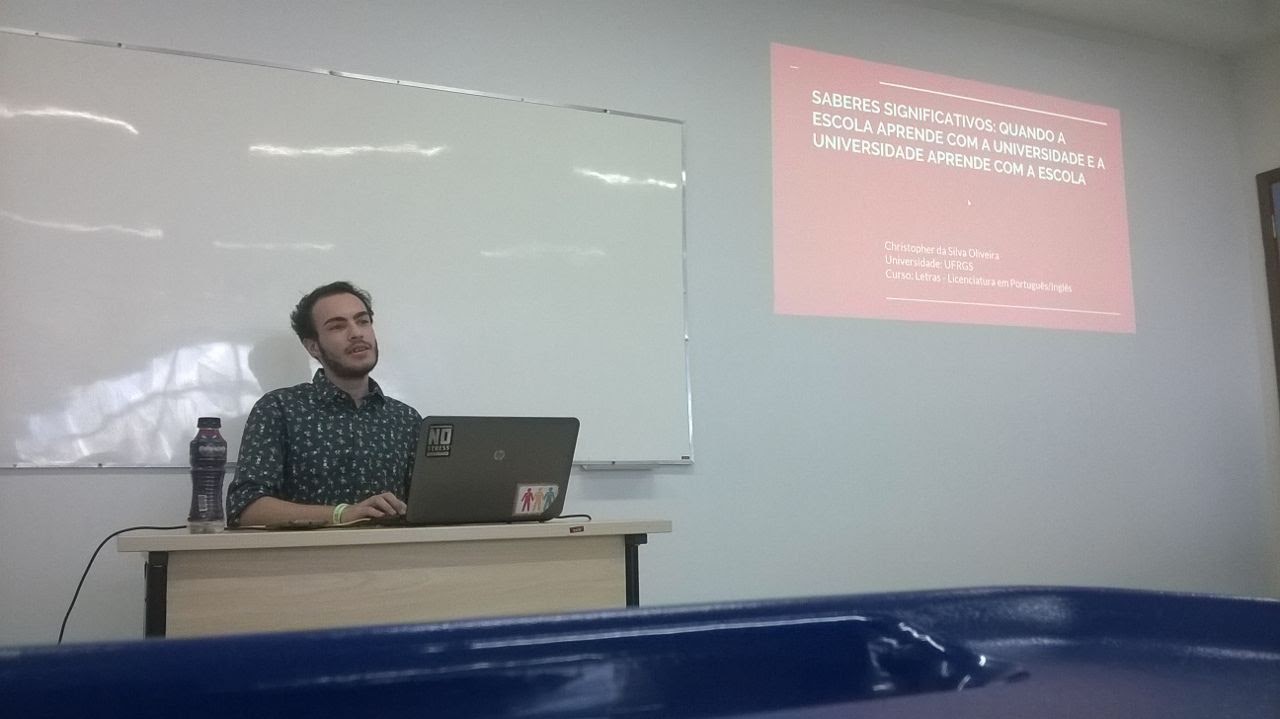 SABERES SIGNIFICATIVOS: QUANDO A
ESCOLA APRENDE COM A UNIVERSIDADE E A
UNIVERSIDADE APRENDE COM A ESCOLA
Christopher da Silva Oliveira
Universidade: UFRGS
Curso: Letras - Licenciatura em Português/Inglês
NO
STRESS
hp